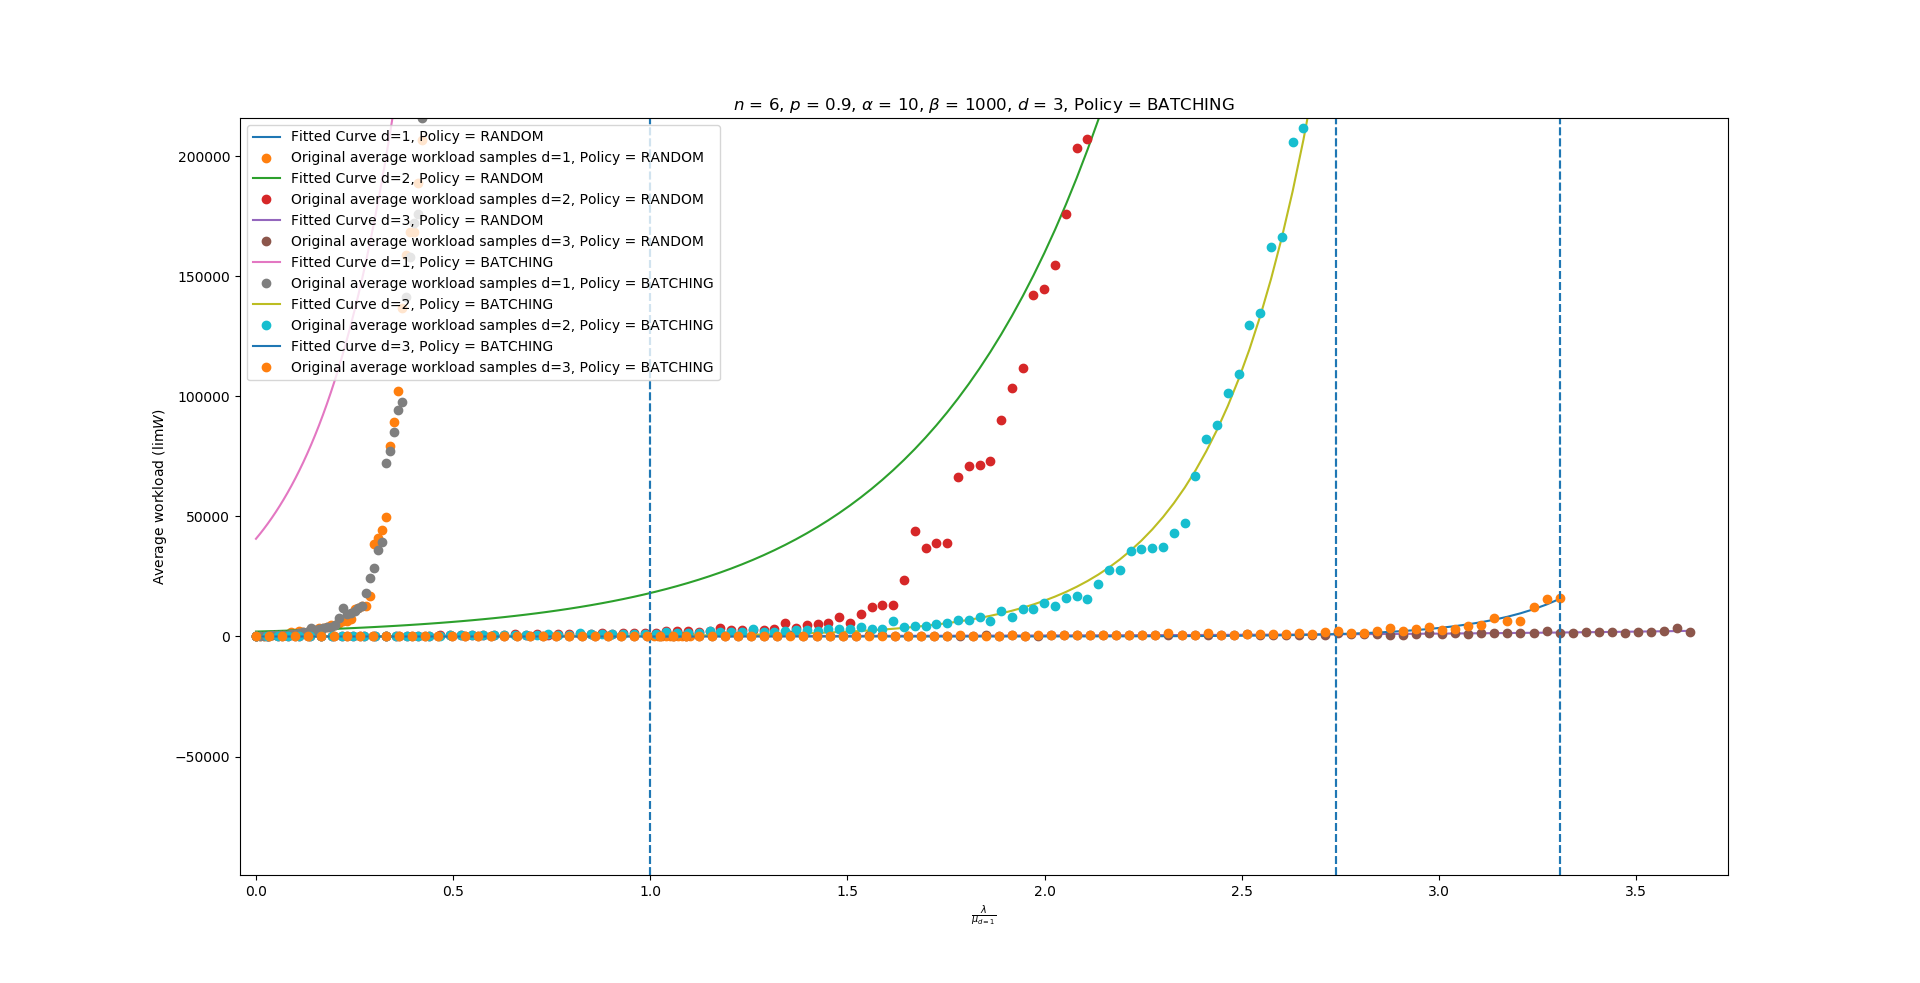 n = 6, p = 0.9, α = 10, β = 1000, d = 3, Policy = BATCHING
Fitted Curve d=1, Policy = RANDOM
Original average workload samples d=1, Policy = RANDOM
Fitted Curve d=2, Policy = RANDOM
Original average workload samples d=2, Policy = RANDOM
Fitted Curve d=3, Policy = RANDOM
Original average workload samples d=3, Policy = RANDOM
Fitted Curve d=1, Policy = BATCHING
Original average workload samples d=1, Policy = BATCHING
Fitted Curve d=2, Policy = BATCHING
Original average workload samples d=2, Policy = BATCHING
Fitted Curve d=3, Policy = BATCHING
Original average workload samples d=3, Policy = BATCHING
200000
150000
100000
50000
0
−50000
Average workload (limW)
0.0 0.5 1.0 1.5 2.0 2.5 3.0 3.5
λ
μd=1